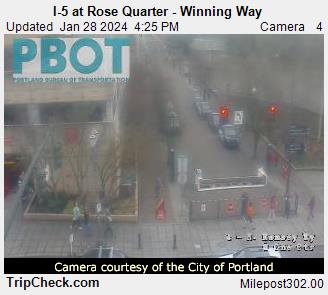 I-5 at Rose Quarter - Winning Way
Updated Jan 28 2024 4:25 PM Camera 4
PBOT
PORTLAND BUREAU OF TRANSPORTATION
Camera courtesy of the City of Portland
TripCheck.com Milepost302.00